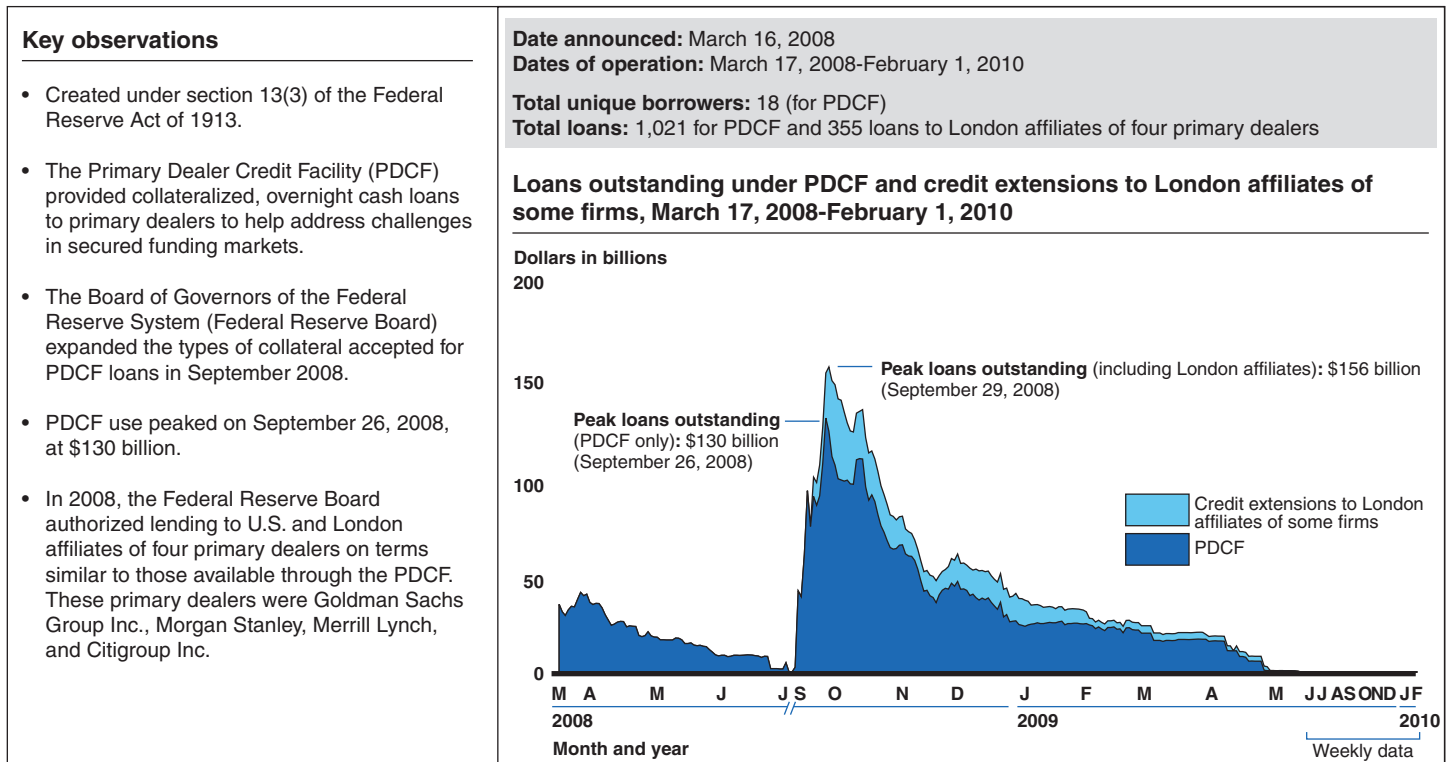 Key observations
• Created under section 13(3) of the Federal
Reserve Act of 1913.
• The Primary Dealer Credit Facility (PDCF)
provided collateralized, overnight cash loans
to primary dealers to help address challenges
in secured funding markets.
• The Board of Governors of the Federal
Reserve System (Federal Reserve Board)
expanded the types of collateral accepted for
PDCF loans in September 2008.
• PDCF use peaked on September 26, 2008,
at $130 billion.
• In 2008, the Federal Reserve Board
authorized lending to U.S. and London
affiliates of four primary dealers on terms
similar to those available through the PDCF.
These primary dealers were Goldman Sachs
Group Inc., Morgan Stanley, Merrill Lynch,
and Citigroup Inc.
Date announced: March 16, 2008
Dates of operation: March 17, 2008-February 1, 2010
Total unique borrowers: 18 (for PDCF)
Total loans: 1,021 for PDCF and 355 loans to London affiliates of four primary dealers
Loans outstanding under PDCF and credit extensions to London affiliates of
some firms, March 17, 2008-February 1, 2010
Dollars in billions
200
150
100
50
0
Peak loans outstanding (including London affiliates): $156 billion
(September 29, 2008)
Peak loans outstanding
(PDCF only): $130 billion
(September 26, 2008)
Credit extensions to London
affiliates of some firms
PDCF
M A M J J S O N D J F M A M J J A S O N D J F
2008 2009 2010
Month and year
Weekly data